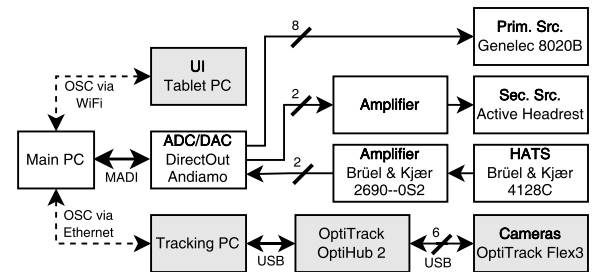 8
Prim. Src.
Genelec 8020B
OSC via
WiFi
UI
Tablet PC
2
Amplifier
Sec. Src.
Active Headrest
Main PC
MADI
ADC/DAC
DirectOut
Andiamo
2
Amplifier
Brüel & Kjær
2690--0S2
HATS
Brüel & Kjær
4128C
OSC via
Ethernet
Tracking PC
USB
OptiTrack
OptiHub 2
6
USB
Cameras
OptiTrack Flex3